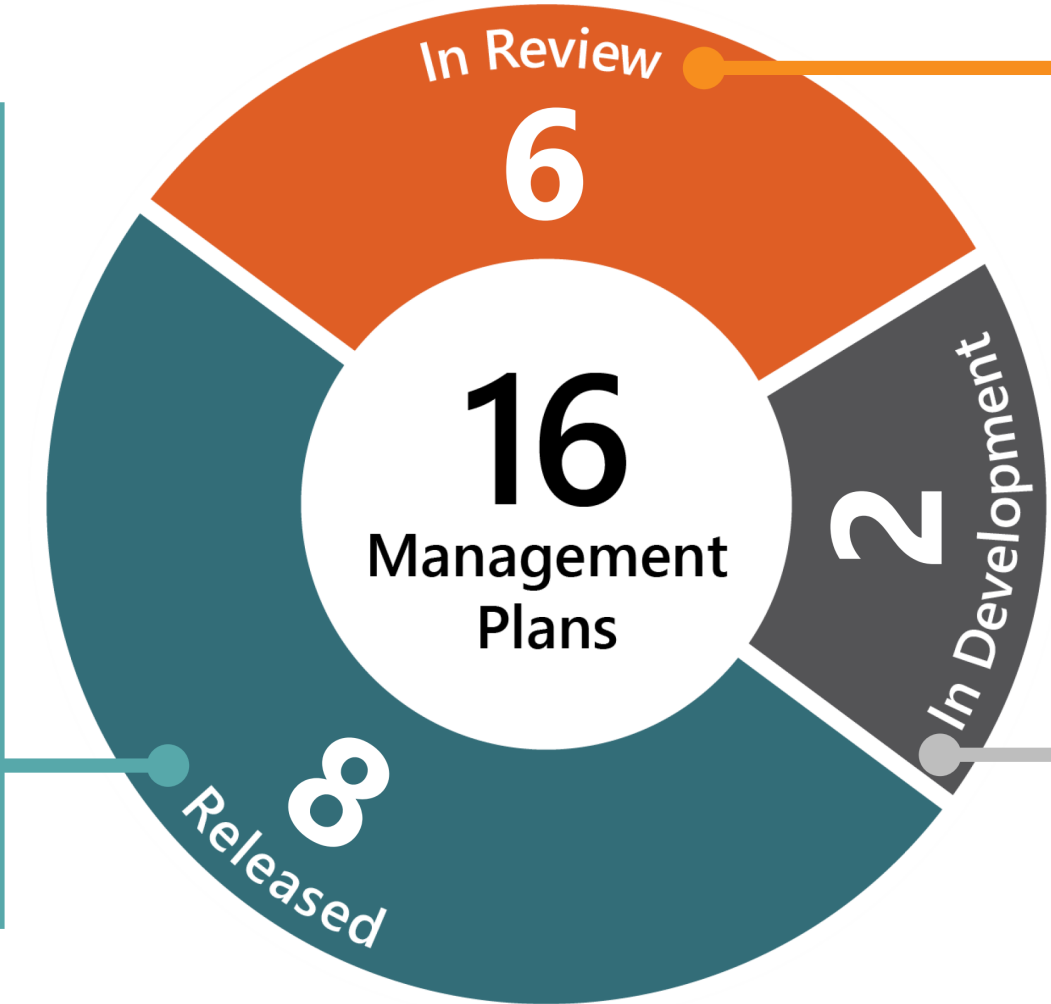 In Review
6
16
Management
Plans
2
In Development
8
Released